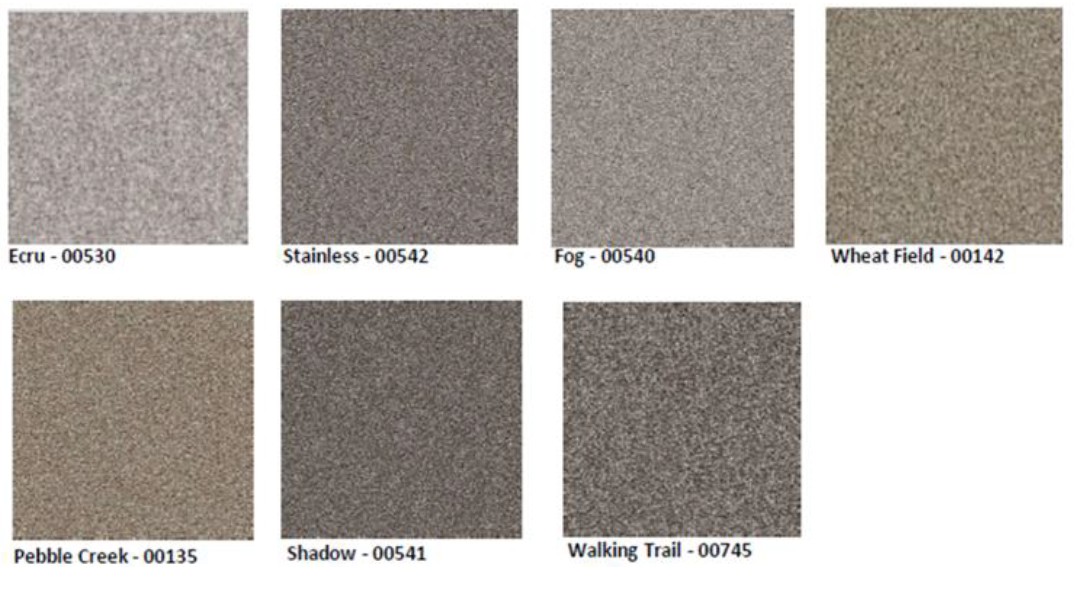 Ecru - 00530
Stainless - 00542
Fog - 00540
Wheat Field - 00142
Pebble Creek - 00135
Shadow - 00541
Walking Trail - 00745